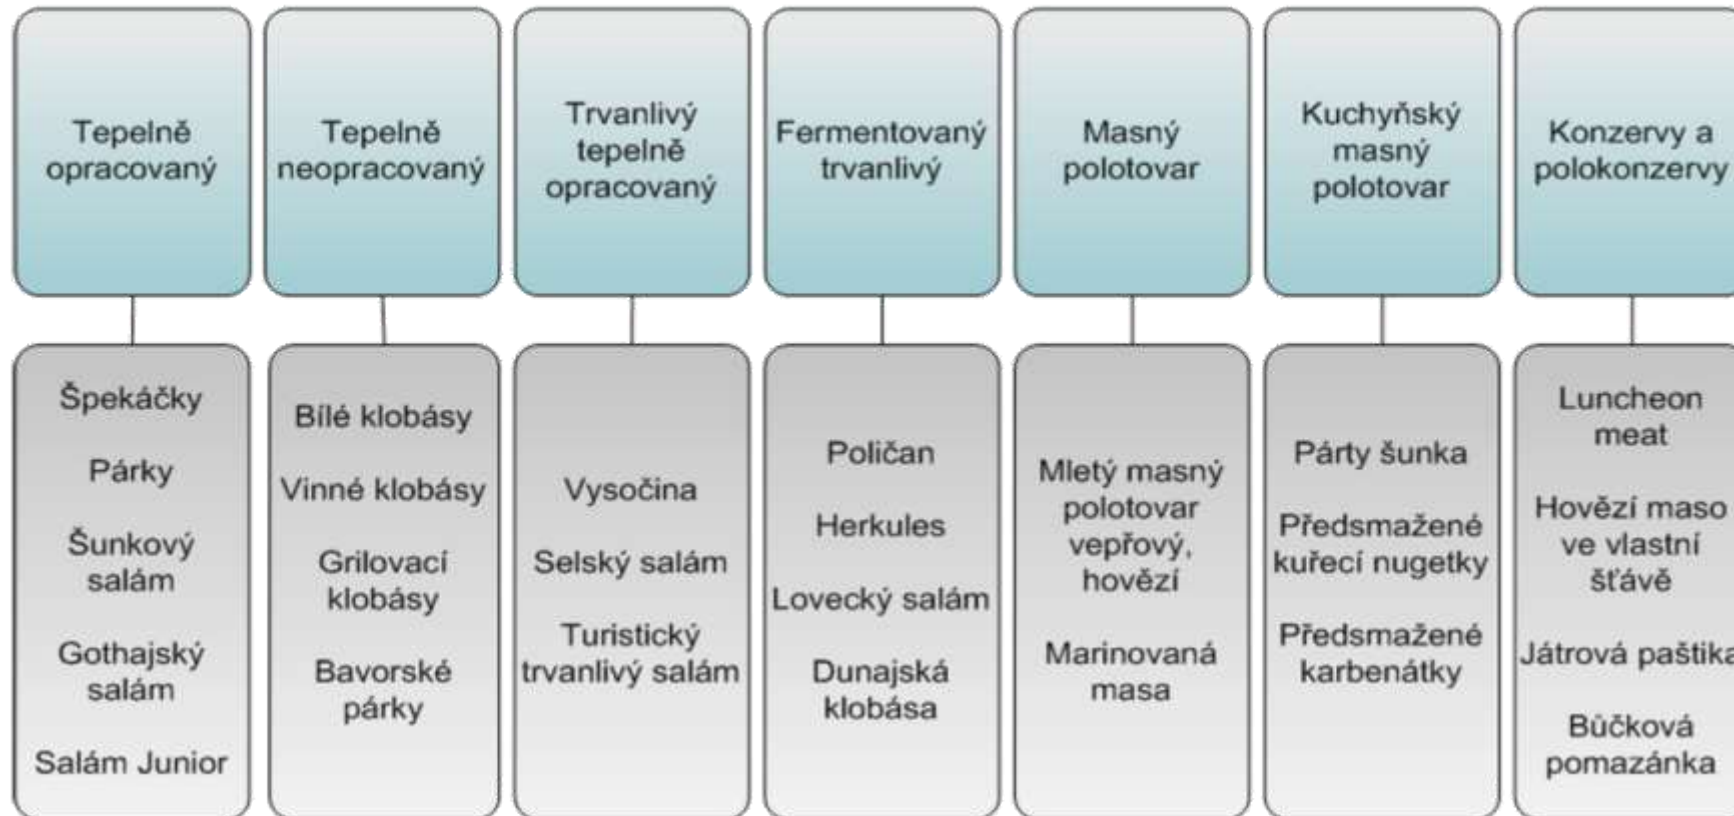 Tepelně
opracovaný
Tepelně
neopracovaný
Trvanlivý
tepelně
opracovaný
Fermentovaný
trvanlivý
Masný
polotovar
Kuchyňský
masný
polotovar
Konzervy a
polokonzervy
Špekáčky
Párky
Šunkový
salám
Gothajský
salám
Salám Junior
Bílé klobásy
Vinné klobásy
Grilovací
klobásy
Bavorské
párky
Vysočina
Selský salám
Turistický
trvanlivý salám
Poličan
Herkules
Lovecký salám
Dunajská
klobása
Mletý masný
polotovar
vepřový,
hovězí
Marinovaná
masa
Párty šunka
Předsmažené
kuřecí nugetky
Předsmažené
karbenátky
Luncheon
meat
Hovězí maso
ve vlastní
šťávě
Játrová paštika
Bůčková
pomazánka